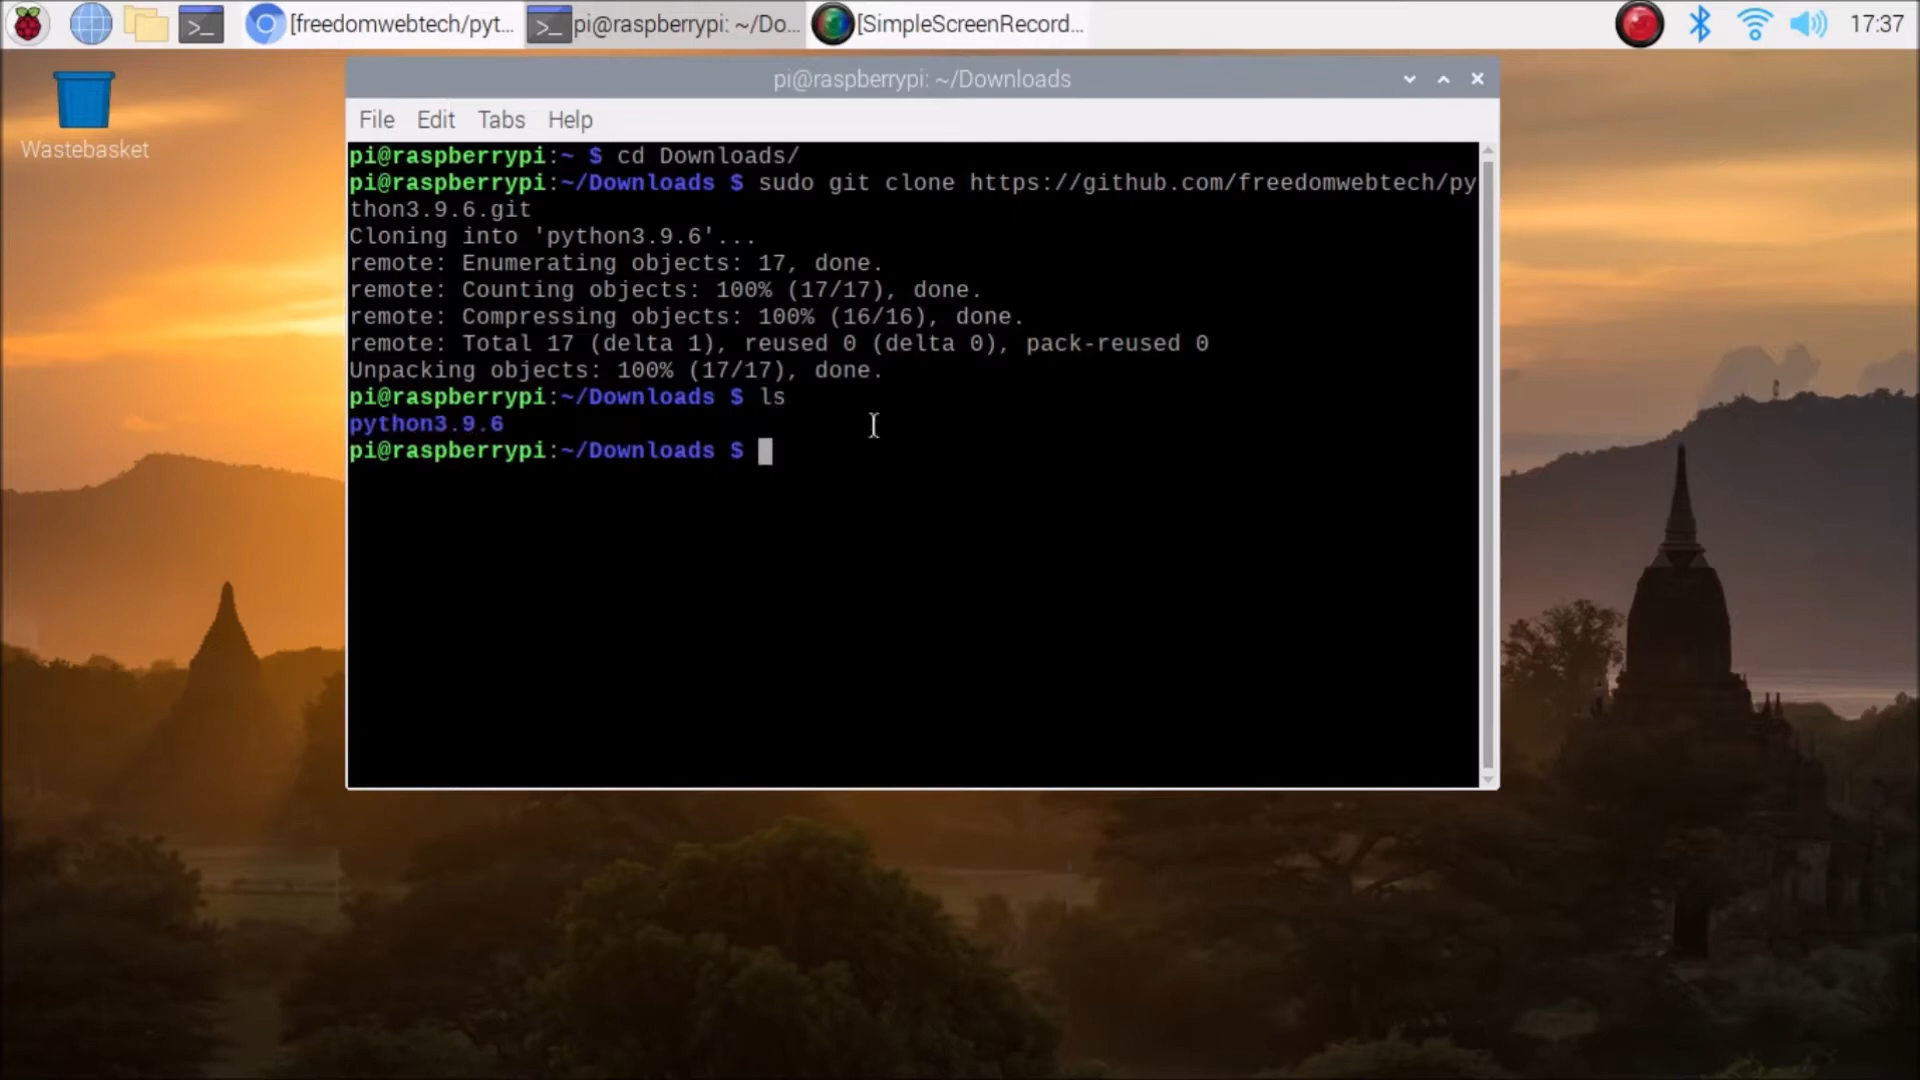 [freedomwebtech/pyt...
pi@raspberrypi: ~/Do...
[SimpleScreenRecord...
17:37
Wastebasket
pi@raspberrypi: ~/Downloads
File Edit Tabs Help
pi@raspberrypi:~ $ cd Downloads/
pi@raspberrypi:~/Downloads $ sudo git clone https://github.com/freedomwebtech/py
thon3.9.6.git
Cloning into 'python3.9.6'...
remote: Enumerating objects: 17, done.
remote: Counting objects: 100% (17/17), done.
remote: Compressing objects: 100% (16/16), done.
remote: Total 17 (delta 1), reused 0 (delta 0), pack-reused 0
Unpacking objects: 100% (17/17), done.
pi@raspberrypi:~/Downloads $ ls
python3.9.6
pi@raspberrypi:~/Downloads $